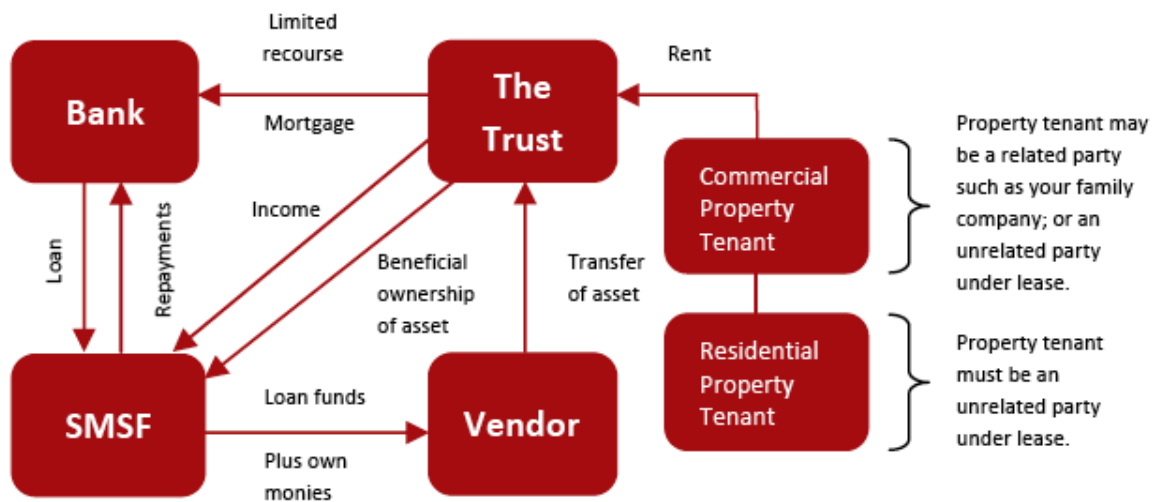 Limited
recourse
Bank
The
Trust
Rent
Mortgage
Property tenant may
be a related party
such as your family
company; or an
unrelated party
under lease.
Commercial
Property
Tenant
Loan
Repayments
Income
Beneficial
ownership
of asset
Transfer
of asset
Residential
Property
Tenant
Property tenant
must be an
unrelated party
under lease.
SMSF
Loan funds
Plus own
monies
Vendor